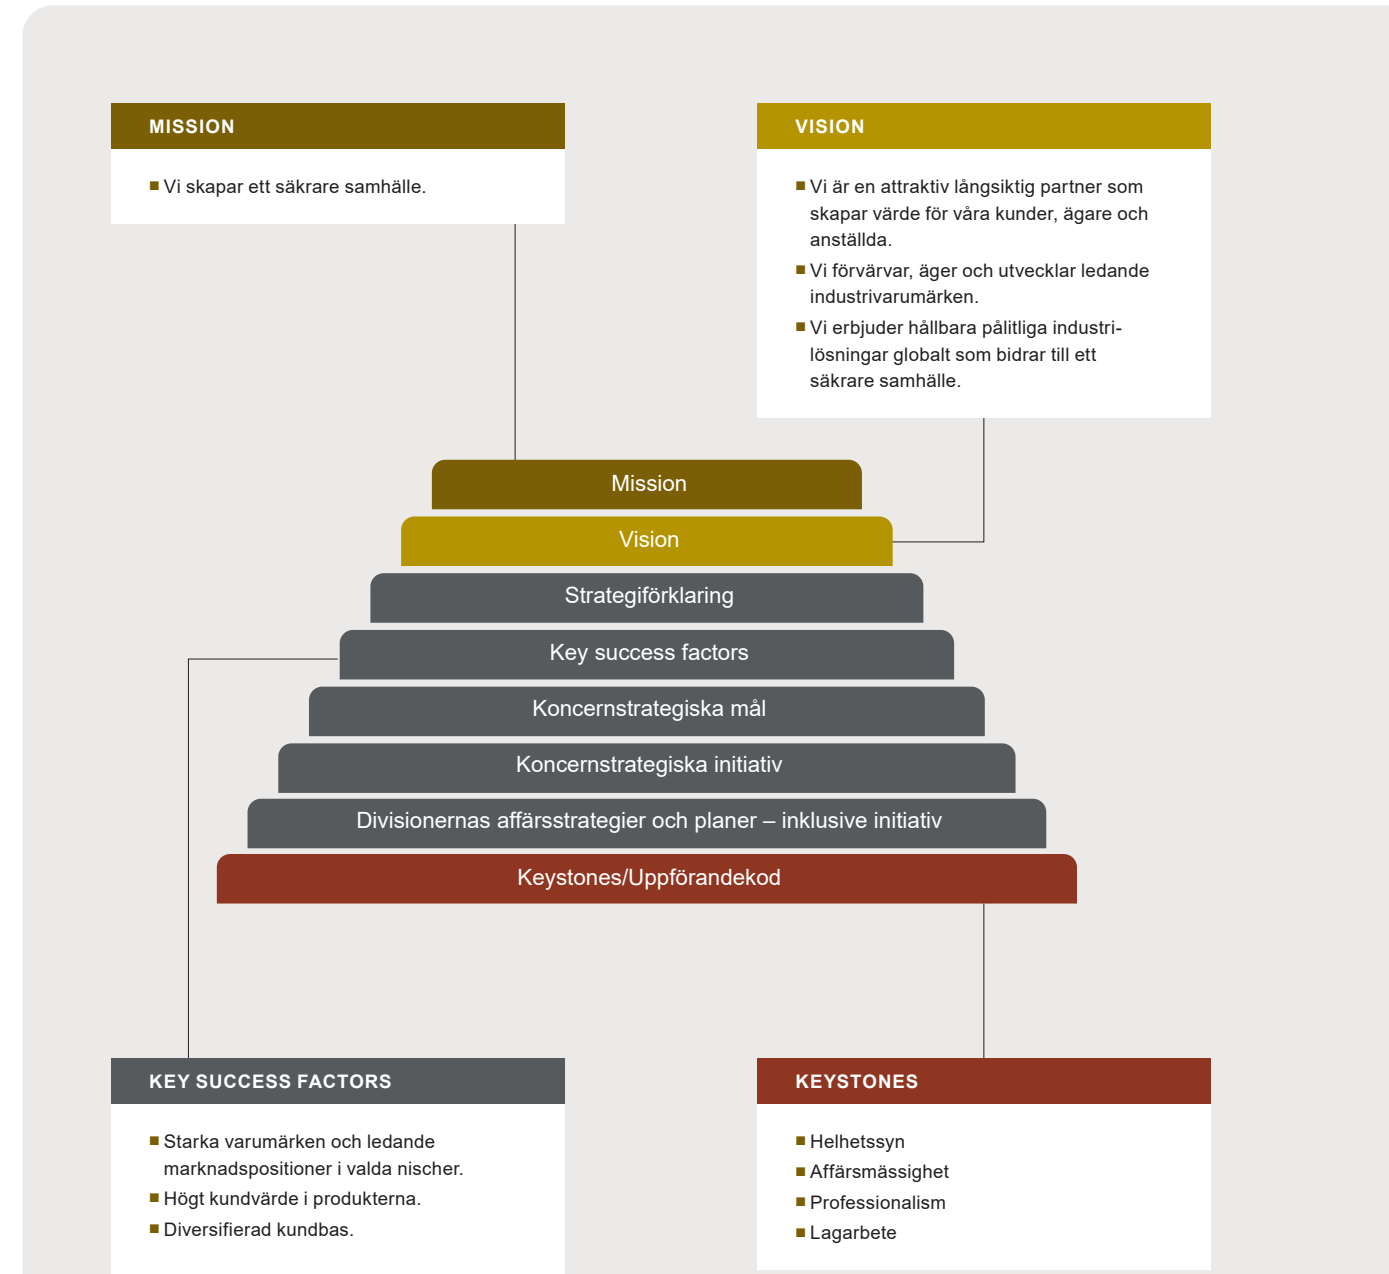 MISSION
Vi skapar ett säkrare samhälle.
VISION
Vi är en attraktiv långsiktig partner som
skapar värde för våra kunder, ägare och
anställda.
Vi förvärvar, äger och utvecklar ledande
industrivarumärken.
Vi erbjuder hållbara pålitliga industri-
lösningar globalt som bidrar till ett
säkrare samhälle.
Mission
Vision
Strategiförklaring
Key success factors
Koncernstrategiska mål
Koncernstrategiska initiativ
Divisionernas affärsstrategier och planer – inklusive initiativ
Keystones/Uppförandekod
KEY SUCCESS FACTORS
Starka varumärken och ledande
marknadspositioner i valda nischer.
Högt kundvärde i produkterna.
Diversifierad kundbas.
KEYSTONES
Helhetssyn
Affärsmässighet
Professionalism
Lagarbete